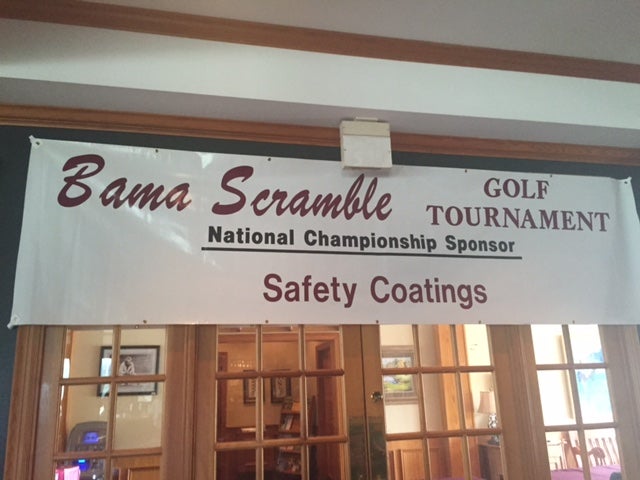 Bama Scramble GOLF
TOURNAMENT
National Championship Sponsor
Safety Coatings